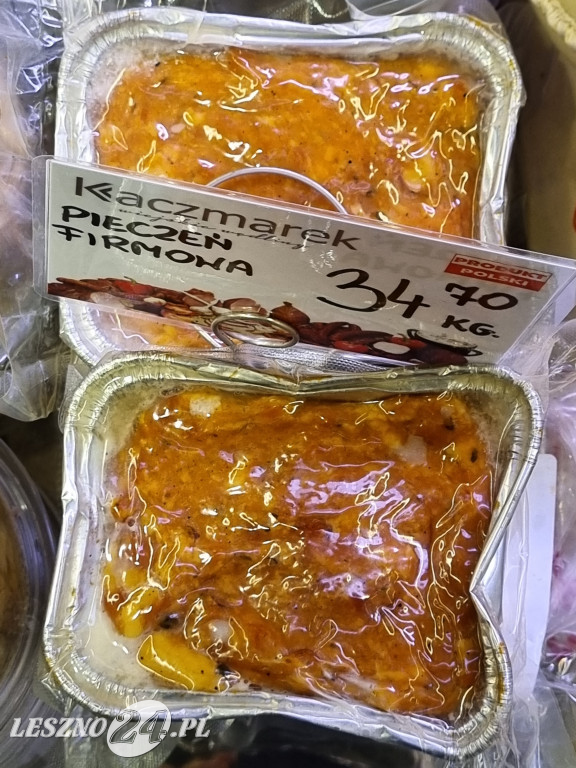 Kaczmarek
PIECZEŃ
FIRMOWA
34 70
KG.
PRODUKT
POLSKI
LESZNO24.PL